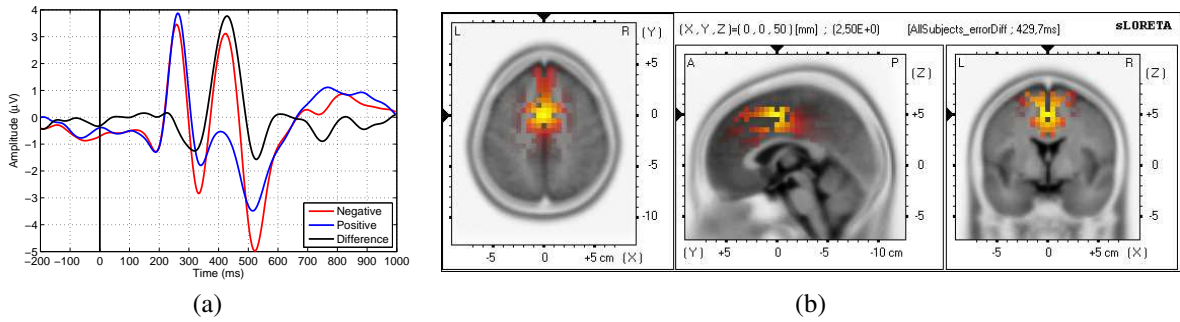 4
3
2
1
0
-1
-2
-3
-4
-5
Amplitude (µV)
-200 -100 0 100 200 300 400 500 600 700 800 900 1000
Time (ms)
Negative
Positive
Difference
(a)
L R (Y)
+5
0
-5
-10
-5 0 +5 cm (X)
(X,Y,Z)=(0,0,50)[mm] ; (2,50E+0) [AllSubjects_errorDiff ; 429,7ms] sLORETA
A P (Z)
+5
0
-5
(Y) +5 0 -5 -10 cm
L R (Z)
+5
0
-5
-5 0 +5 cm (X)
(b)